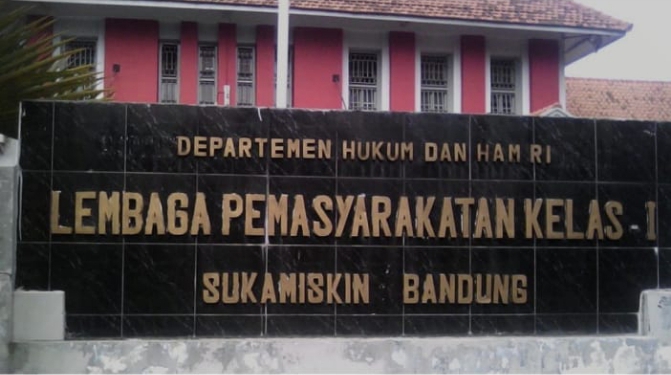 DEPARTEMEN HUKUM DAN HAM RI
LEMBAGA PEMASYARAKATAN KELAS - I
SUKAMISKIN BANDUNG